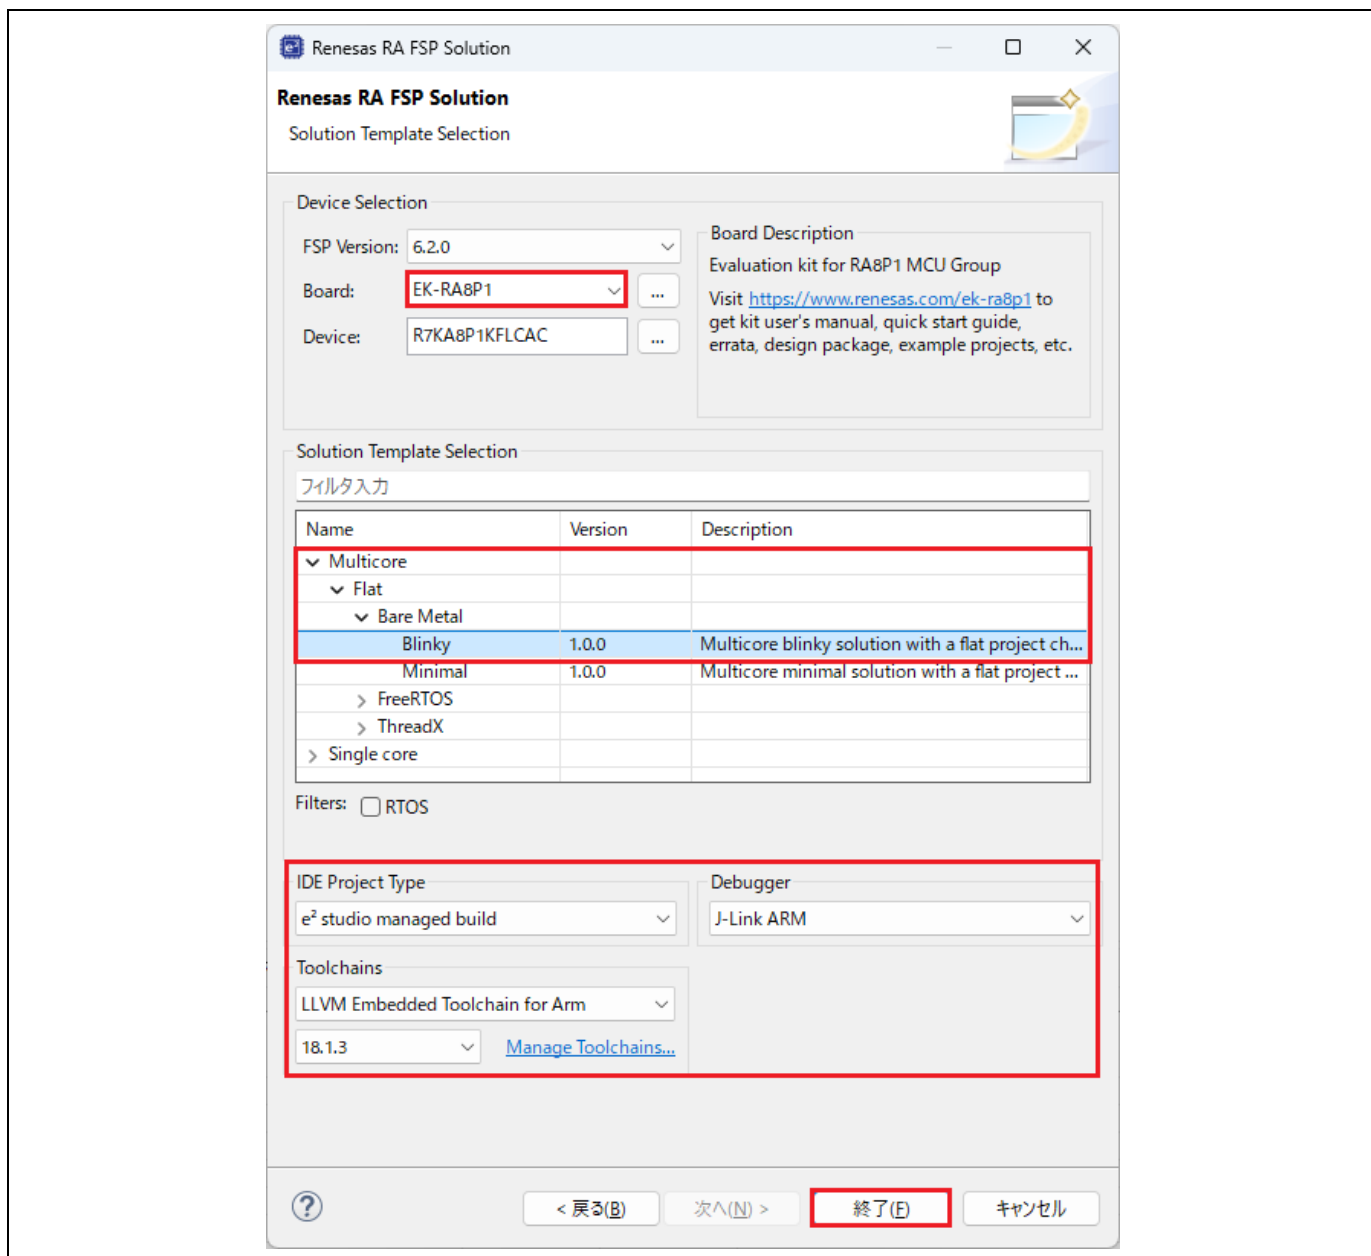 Renesas RA FSP Solution
Renesas RA FSP Solution
Solution Template Selection
Device Selection
FSP Version: 6.2.0
Board: EK-RA8P1 ...
Device: R7KA8P1KFLCAC ...
Board Description
Evaluation kit for RA8P1 MCU Group
Visit https://www.renesas.com/ek-ra8p1 to
get kit user's manual, quick start guide,
errata, design package, example projects, etc.
Solution Template Selection
フィルタ入力
Name Version Description
Multicore
Flat
Bare Metal
Blinky 1.0.0 Multicore blinky solution with a flat project ch...
Minimal 1.0.0 Multicore minimal solution with a flat project ...
FreeRTOS
ThreadX
Single core
Filters: RTOS
IDE Project Type
e² studio managed build
Debugger
J-Link ARM
Toolchains
LLVM Embedded Toolchain for Arm
18.1.3 Manage Toolchains...
? < 戻る(B) 次へ(N) > 終了(F) キャンセル